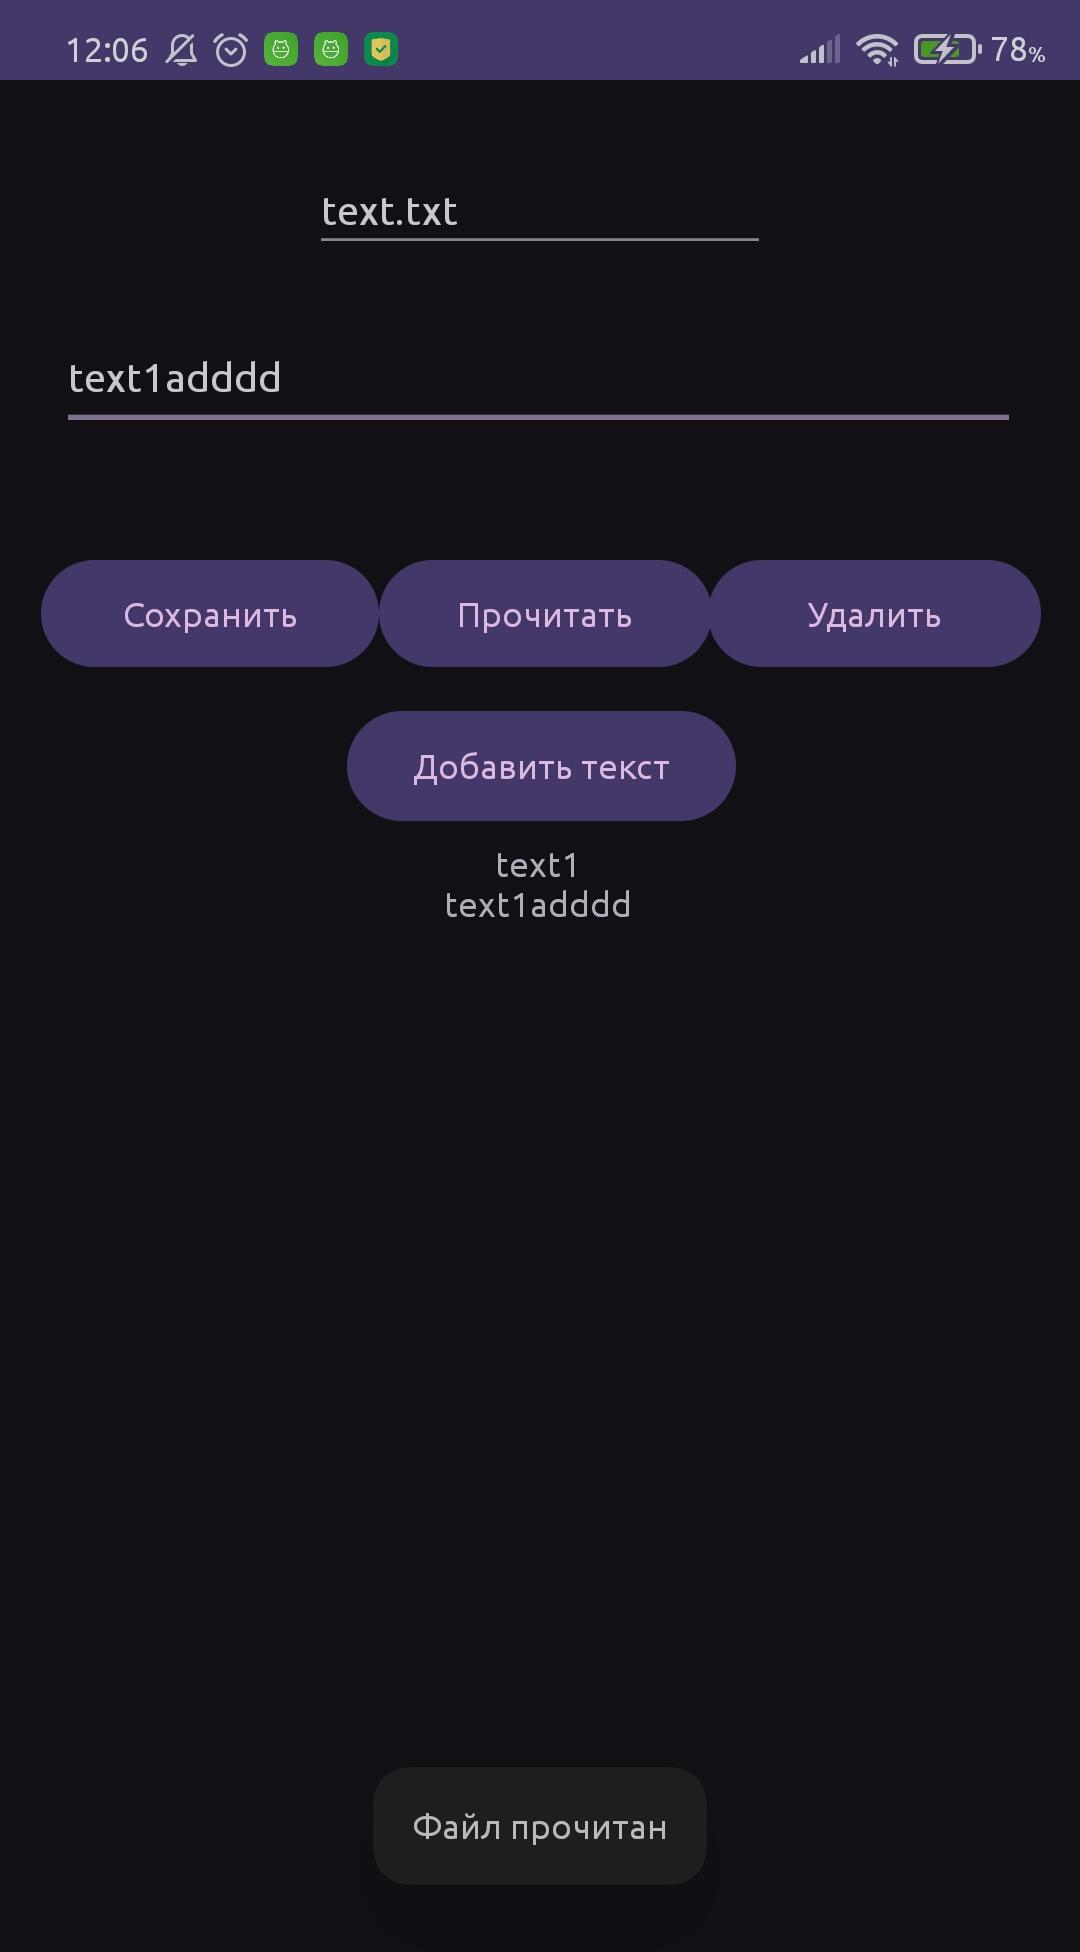 12:06 78%
text.txt
text1adddd
Сохранить Прочитать Удалить
Добавить текст
text1
text1adddd
Файл прочитан